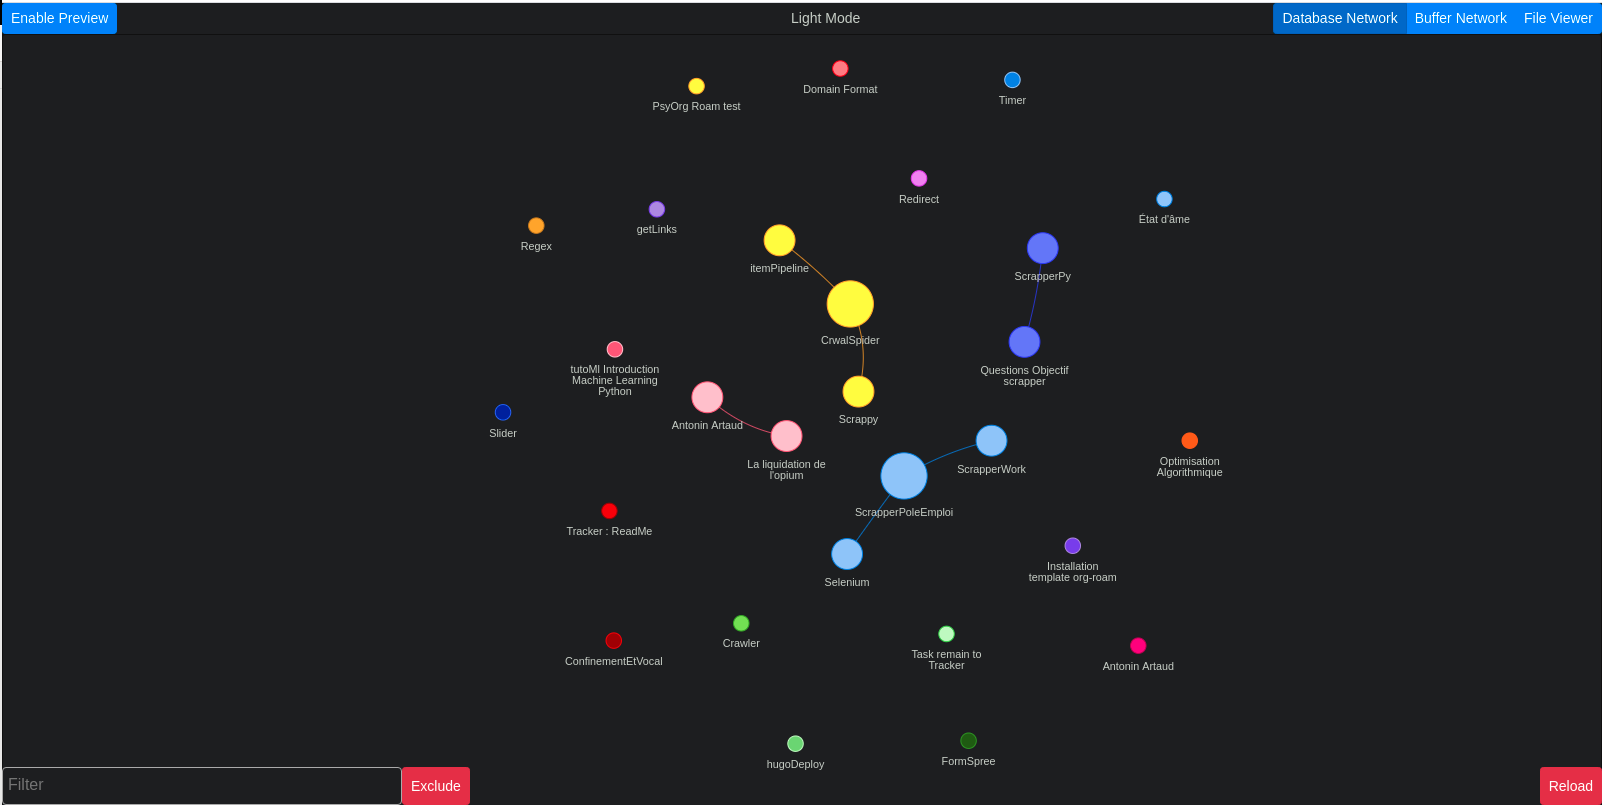 Enable Preview
Light Mode
Database Network
Buffer Network
File Viewer
PsyOrg Roam test
Domain Format
Timer
Redirect
État d'âme
getLinks
Regex
itemPipeline
ScrapperPy
CrwalSpider
Questions Objectif
scrapper
tutoMl Introduction
Machine Learning
Python
Scrappy
Antonin Artaud
Slider
La liquidation de
l'opium
ScrapperWork
Optimisation
Algorithmique
ScrapperPoleEmploi
Tracker : ReadMe
Installation
template org-roam
Selenium
Crawler
Task remain to
Tracker
ConfinementEtVocal
Antonin Artaud
FormSpree
hugoDeploy
Filter
Exclude
Reload